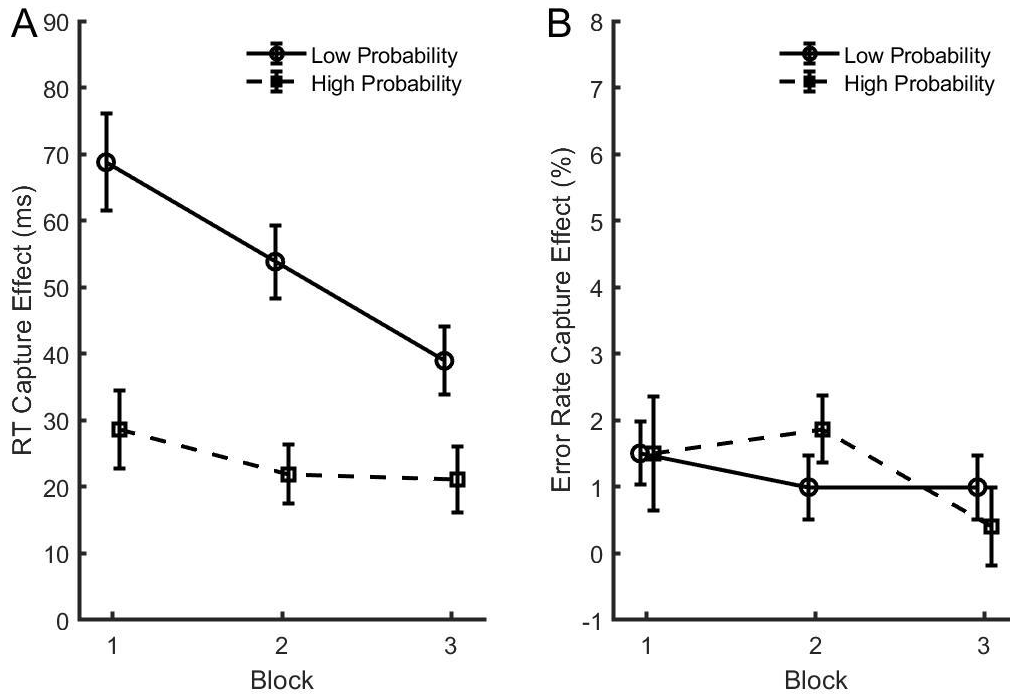 A
90
80
70
60
50
40
30
20
10
0
RT Capture Effect (ms)
Low Probability
High Probability
1 2 3
Block
B
8
7
6
5
4
3
2
1
0
-1
Error Rate Capture Effect (%)
Low Probability
High Probability
1 2 3
Block